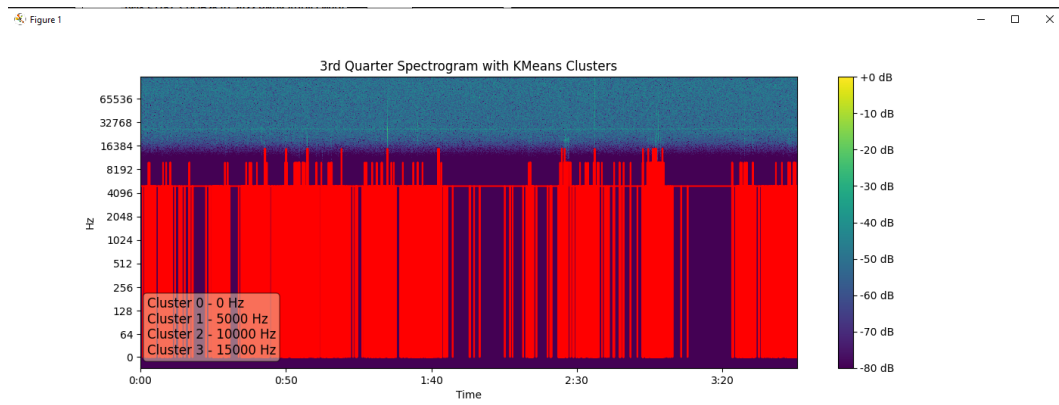 Figure 1
3rd Quarter Spectrogram with KMeans Clusters
65536
32768
16384
8192
4096
2048
1024
512
256
128
64
0
Hz
Cluster 0 - 0 Hz
Cluster 1 - 5000 Hz
Cluster 2 - 10000 Hz
Cluster 3 - 15000 Hz
0:00
0:50
1:40
2:30
3:20
Time
+0 dB
-10 dB
-20 dB
-30 dB
-40 dB
-50 dB
-60 dB
-70 dB
-80 dB